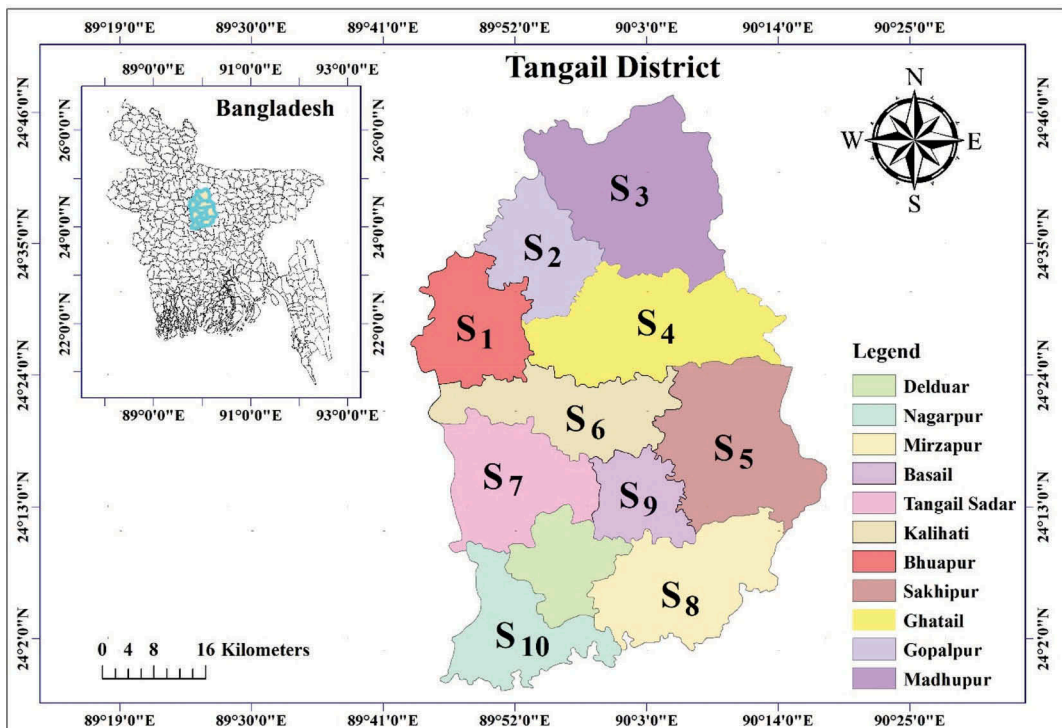 89°19'0"E 89°30'0"E 89°41'0"E 89°52'0"E 90°3'0"E 90°14'0"E 90°25'0"E
Tangail District
89°0'0"E 91°0'0"E 93°0'0"E
Bangladesh
26°0'0"N
24°0'0"N
22°0'0"N
26°0'0"N
24°0'0"N
22°0'0"N
89°0'0"E 91°0'0"E 93°0'0"E
24°46'0"N
24°35'0"N
24°24'0"N
24°13'0"N
24°2'0"N
N
W E
S
S3
S2
S1
S4
S6
S5
S7
S9
S8
S10
Legend
Delduar
Nagarpur
Mirzapur
Basail
Tangail Sadar
Kalihati
Bhuapur
Sakhipur
Ghatail
Gopalpur
Madhupur
24°46'0"N
24°35'0"N
24°24'0"N
24°13'0"N
24°2'0"N
0 4 8 16 Kilometers
89°19'0"E 89°30'0"E 89°41'0"E 89°52'0"E 90°3'0"E 90°14'0"E 90°25'0"E